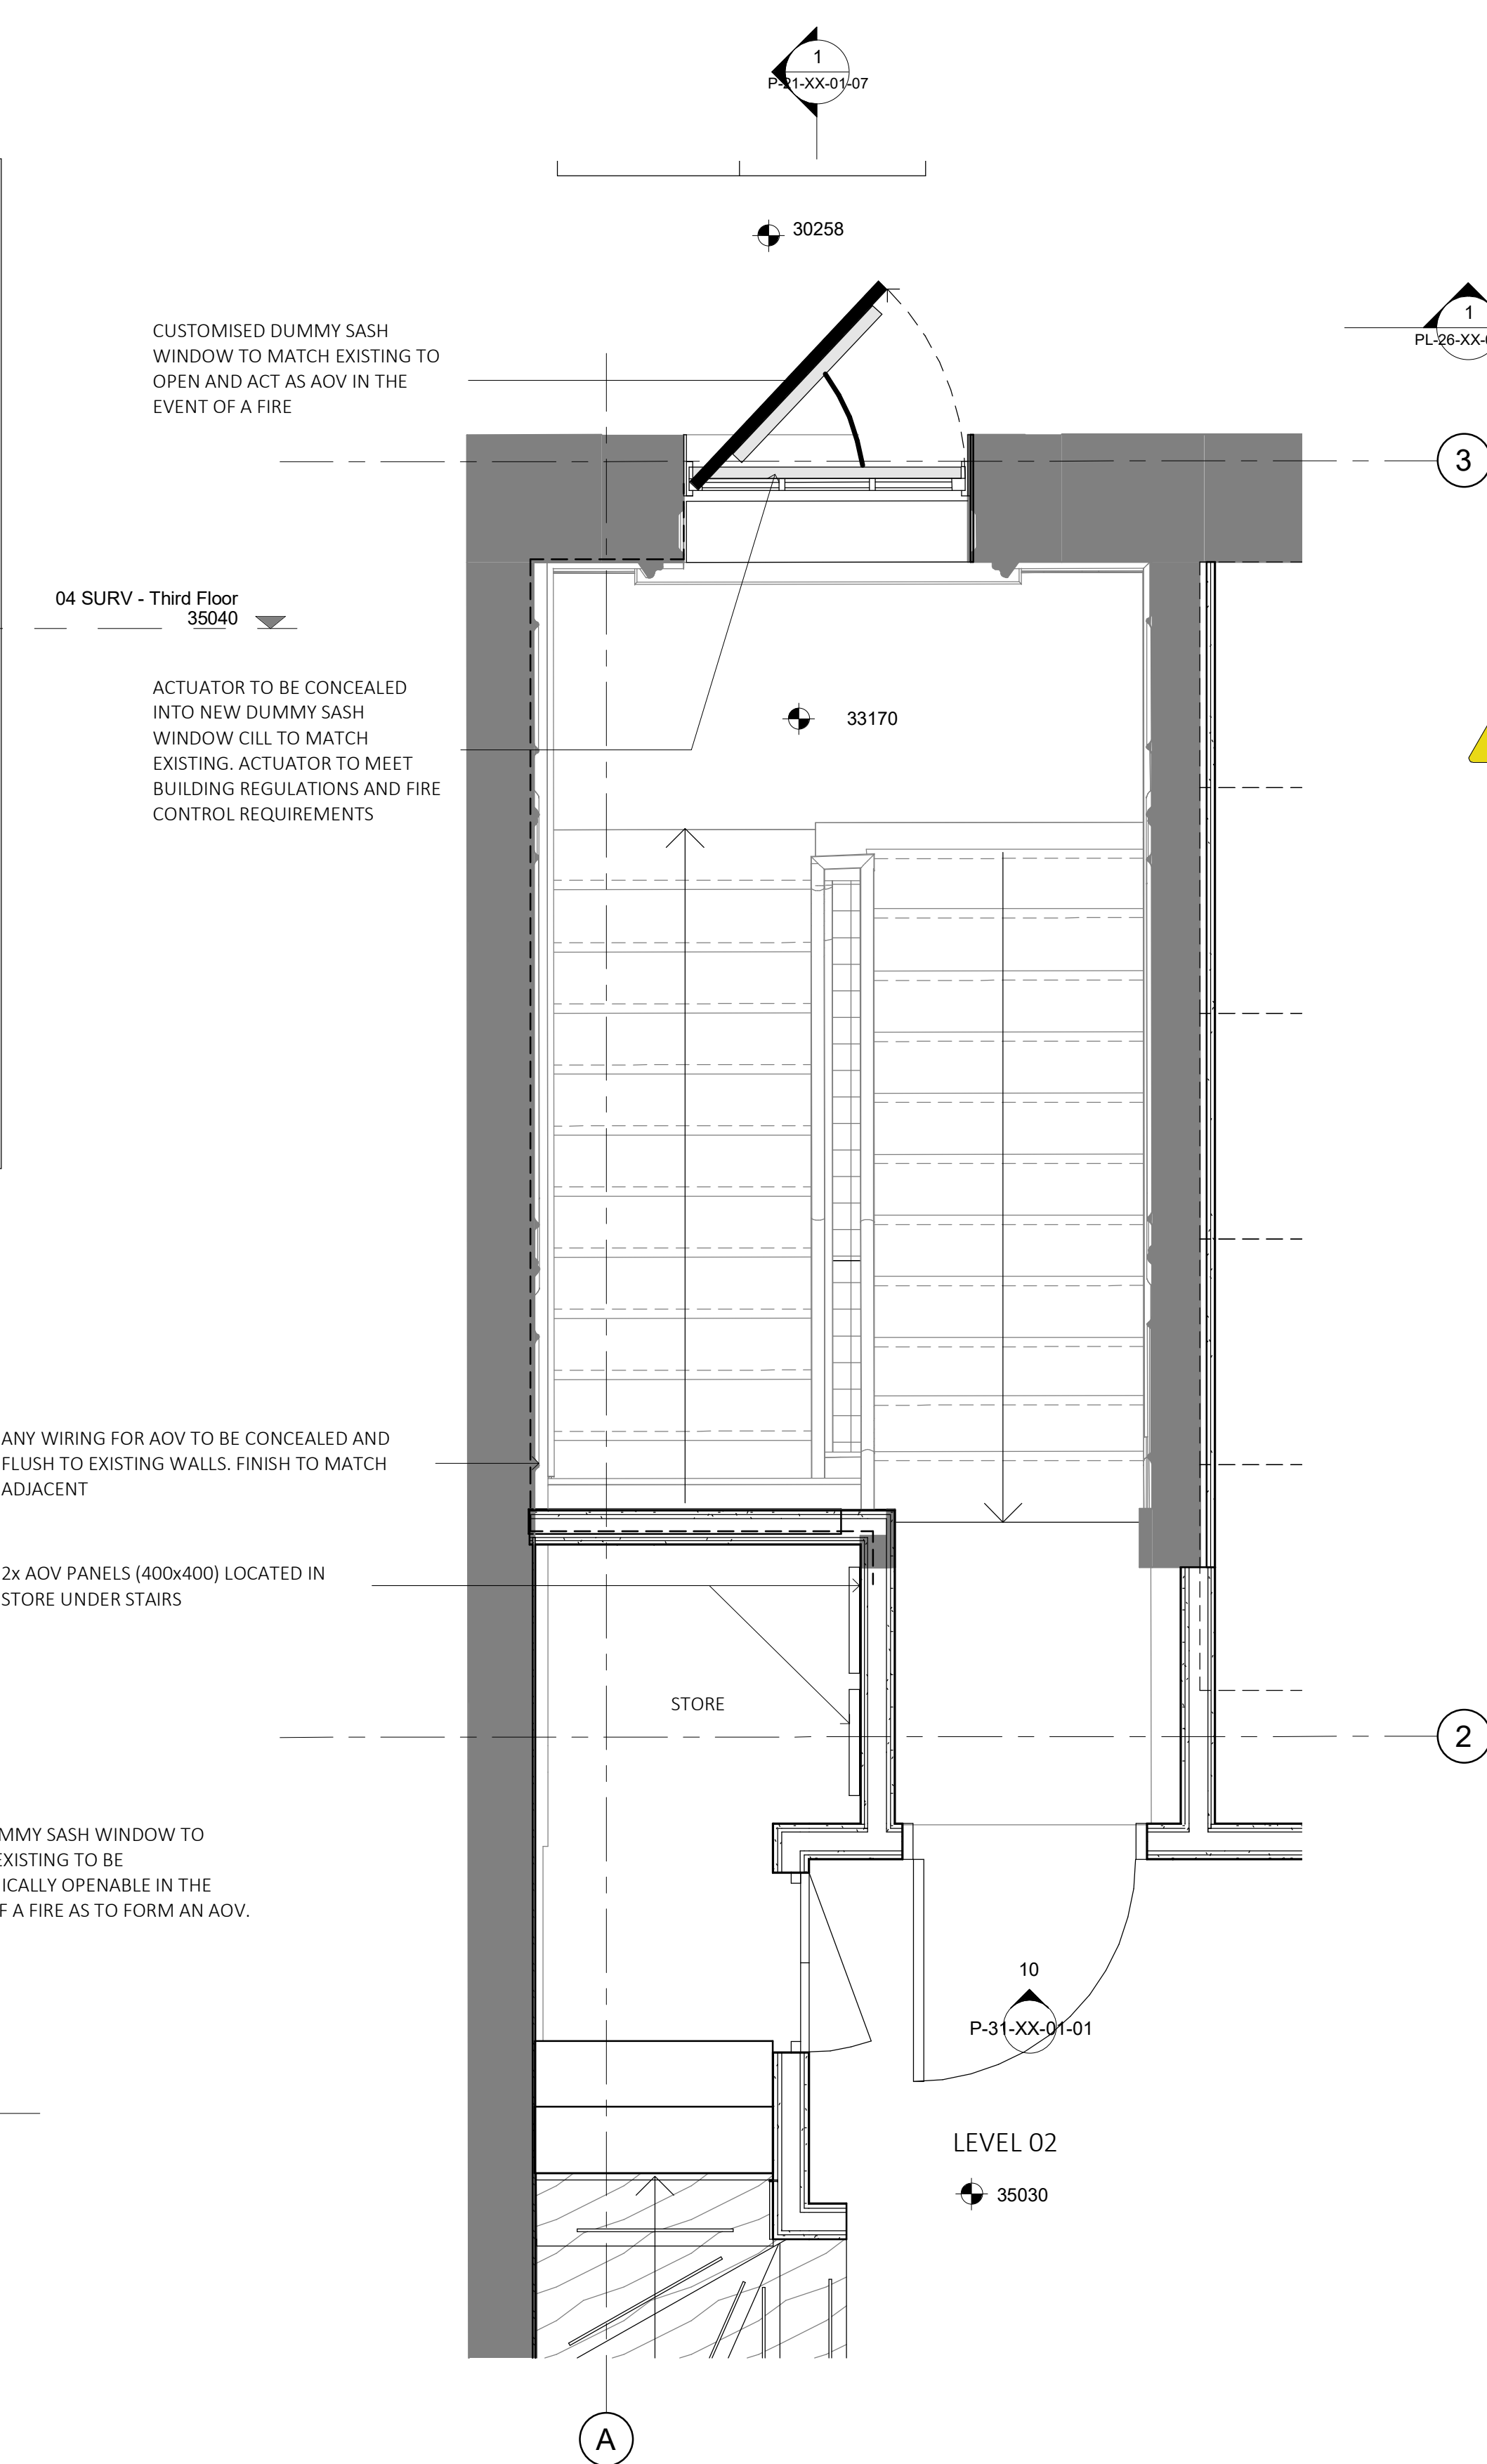 1
P-21-XX-01-07
30258
CUSTOMISED DUMMY SASH
WINDOW TO MATCH EXISTING TO
OPEN AND ACT AS AOV IN THE
EVENT OF A FIRE
1
3
04 SURV - Third Floor
35040
ACTUATOR TO BE CONCEALED
INTO NEW DUMMY SASH
WINDOW CILL TO MATCH
EXISTING. ACTUATOR TO MEET
BUILDING REGULATIONS AND FIRE
CONTROL REQUIREMENTS
33170
ANY WIRING FOR AOV TO BE CONCEALED AND
FLUSH TO EXISTING WALLS. FINISH TO MATCH
ADJACENT
2x AOV PANELS (400x400) LOCATED IN
STORE UNDER STAIRS
STORE
2
SASH WINDOW TO
EXISTING TO BE
OPENABLE IN THE
A FIRE AS TO FORM AN AOV.
10
P-31-XX-01-01
LEVEL 02
35030
A